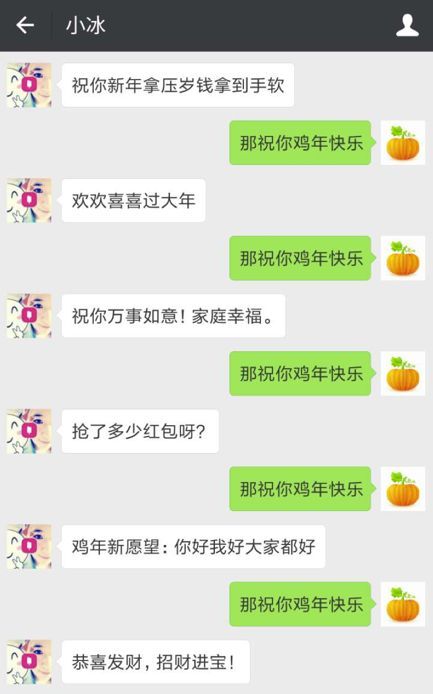 小冰
祝你新年拿压岁钱拿到手软
那祝你鸡年快乐
欢欢喜喜过大年
那祝你鸡年快乐
祝你万事如意！家庭幸福。
那祝你鸡年快乐
抢了多少红包呀？
那祝你鸡年快乐
鸡年新愿望：你好我好大家都好
那祝你鸡年快乐
恭喜发财，招财进宝！